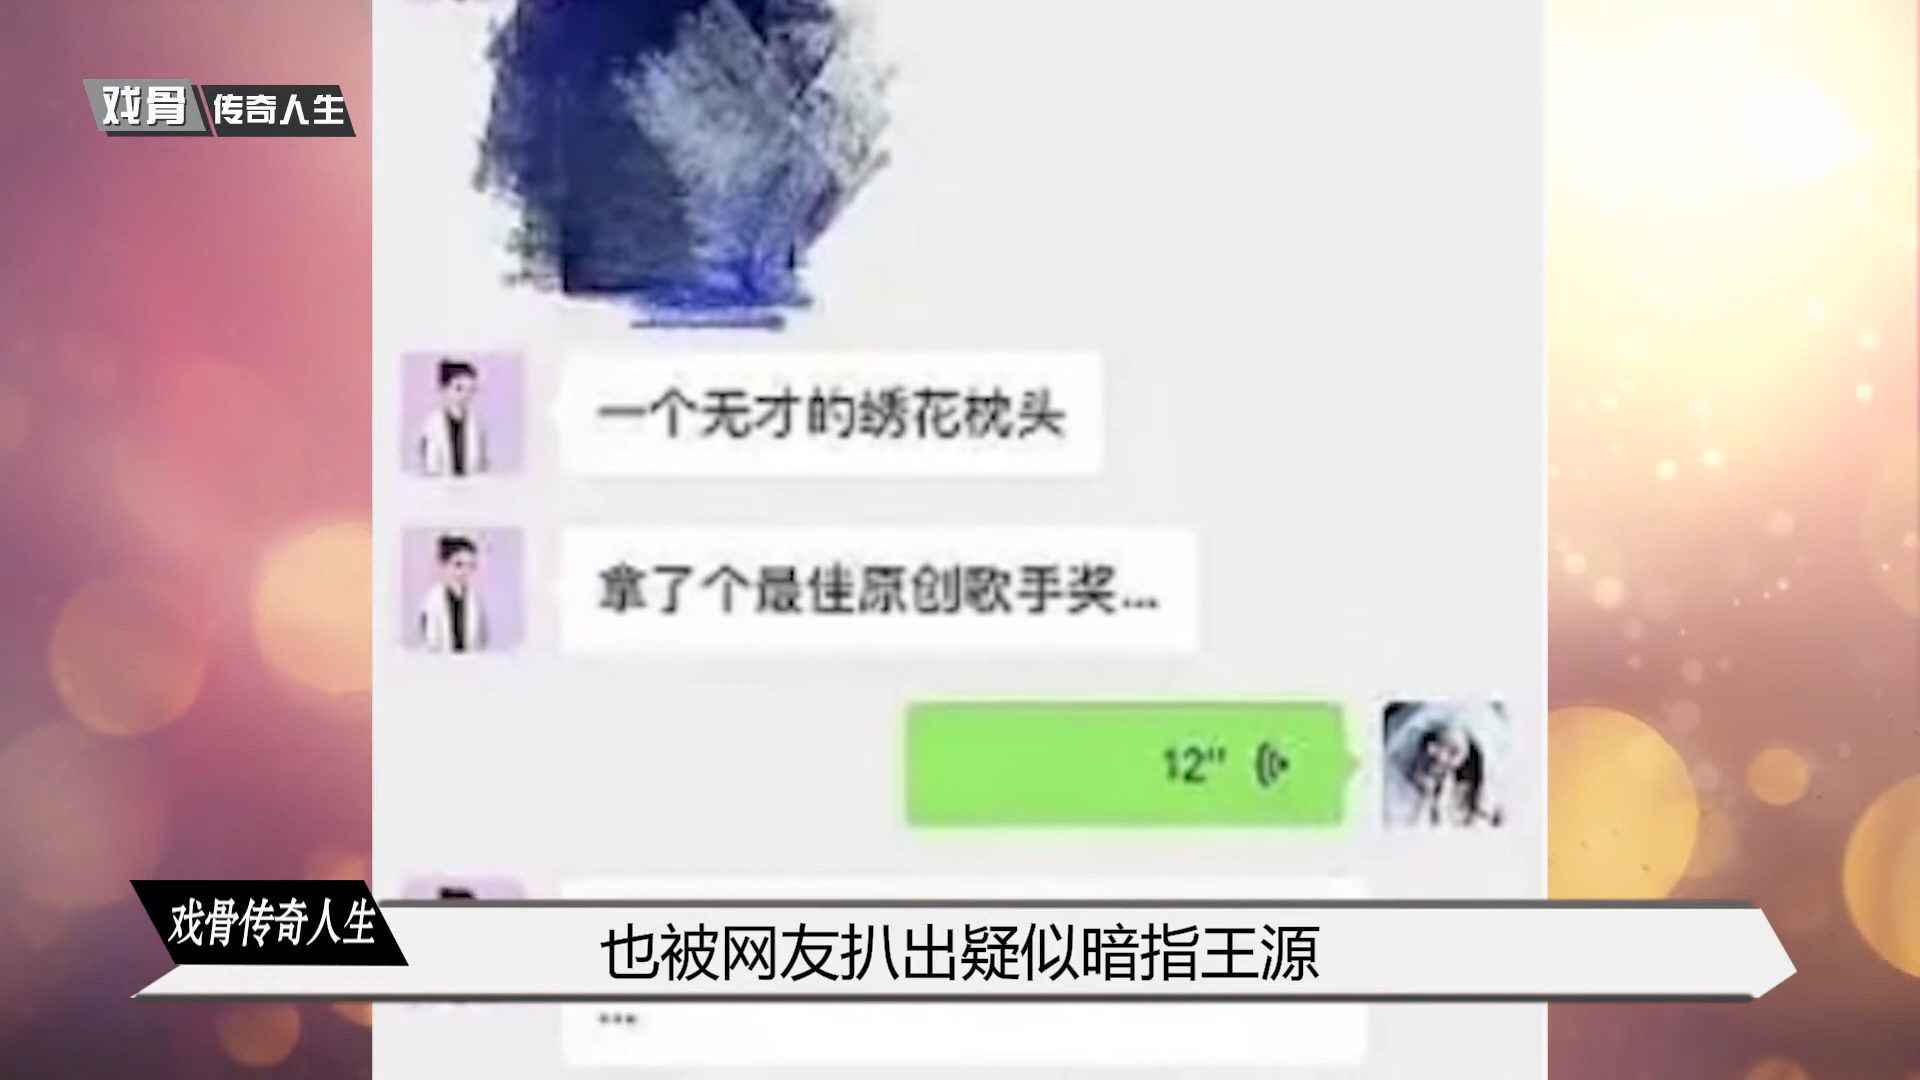 戏骨 传奇人生
一个无才的绣花枕头
拿了个最佳原创歌手奖...
12"
戏骨传奇人生
也被网友扒出疑似暗指王源
...